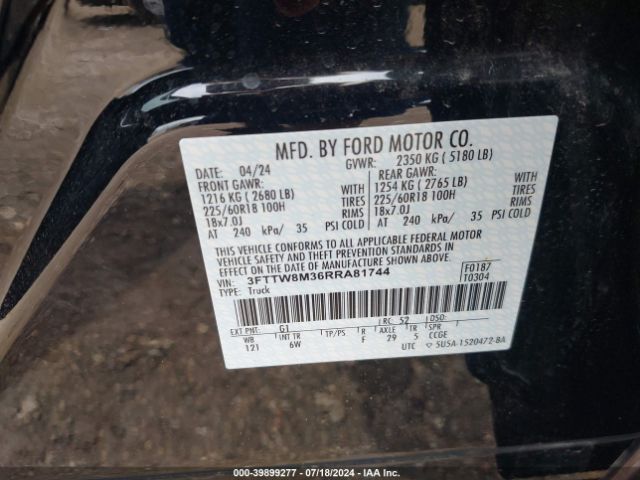 MFD. BY FORD MOTOR CO.
DATE: 04/24 GVWR: 2350 KG ( 5180 LB)
FRONT GAWR: REAR GAWR:
1216 KG ( 2680 LB) WITH 1254 KG ( 2765 LB) WITH
225/60R18 100H TIRES 225/60R18 100H TIRES
18x7.0J RIMS 18x7.0J RIMS
AT 240 kPa/ 35 PSI COLD AT 240 kPa/ 35 PSI COLD
THIS VEHICLE CONFORMS TO ALL APPLICABLE FEDERAL MOTOR
VEHICLE SAFETY AND THEFT PREVENTION STANDARDS IN EFFECT ON
THE DATE OF MANUFACTURE SHOWN ABOVE.
VIN: 3FTTW8M36RRA81744 F0187
TYPE: Truck T0304
EXT PNT: G1 RC: 52 DSO:
WB INT TR TP/PS R AXLE TR SPR
121 6W F 29 5 CCGE
UTC 5U5A-1520472-BA
000-39899277 - 07/18/2024 - IAA Inc.